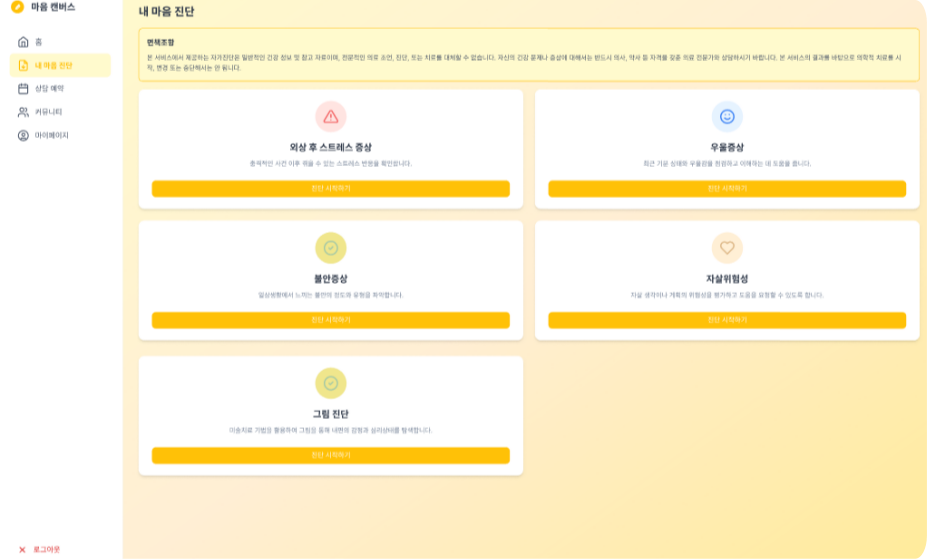 마음 캔버스
홈
내 마음 진단
상담 예약
커뮤니티
마이페이지
로그아웃
내 마음 진단
면책조항
본 서비스에서 제공하는 자가진단은 일반적인 건강 정보 및 참고 자료이며, 전문적인 의료 조언, 진단, 또는 치료를 대체할 수 없습니다. 자신의 건강 문제나 증상에 대해서는 반드시 의사, 약사 등 자격을 갖춘 의료 전문가와 상담하시기 바랍니다. 본 서비스의 결과를 바탕으로 의학적 치료를 시
작, 변경 또는 중단해서는 안 됩니다.
외상 후 스트레스 증상
충격적인 사건 이후 겪을 수 있는 스트레스 반응을 확인합니다.
진단 시작하기
우울증상
최근 기분 상태와 우울감을 점검하고 이해하는 데 도움을 줍니다.
진단 시작하기
불안증상
일상생활에서 느끼는 불안의 정도와 유형을 파악합니다.
진단 시작하기
자살위험성
자살 생각이나 계획의 위험성을 평가하고 도움을 요청할 수 있도록 합니다.
진단 시작하기
그림 진단
미술치료 기법을 활용하여 그림을 통해 내면의 감정과 심리상태를 탐색합니다.
진단 시작하기